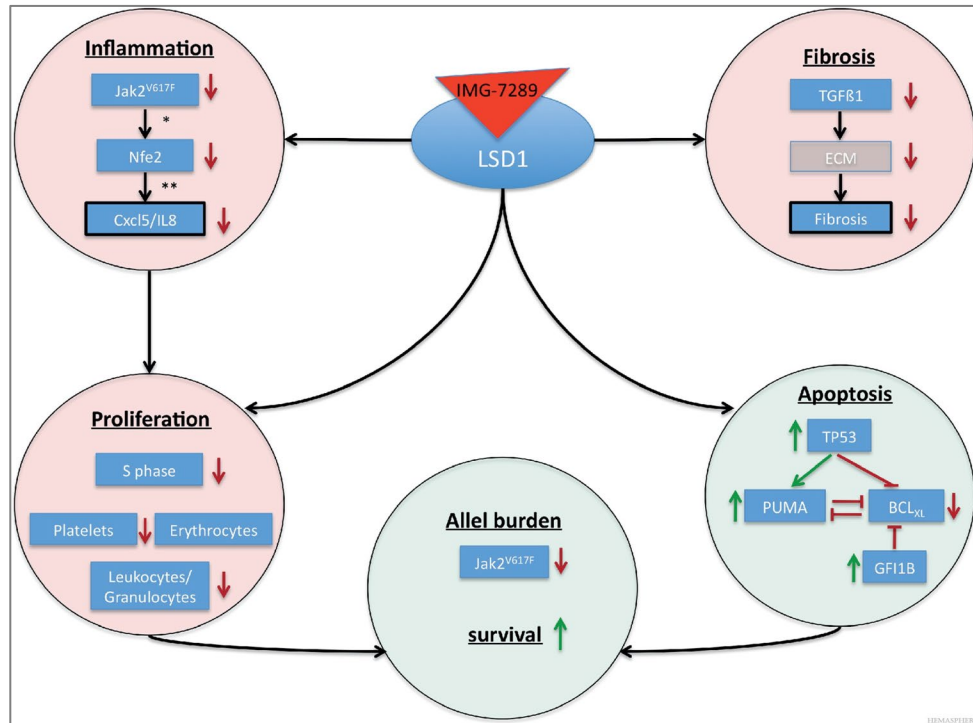 Inflammation
Jak2V617F
*
Nfe2
**
Cxcl5/IL8
IMG-7289
LSD1
Fibrosis
TGFß1
ECM
Fibrosis
Proliferation
S phase
Platelets
Erythrocytes
Leukocytes/
Granulocytes
Allel burden
Jak2V617F
survival
Apoptosis
TP53
PUMA
BCLXL
GFI1B
HEMASPHERE